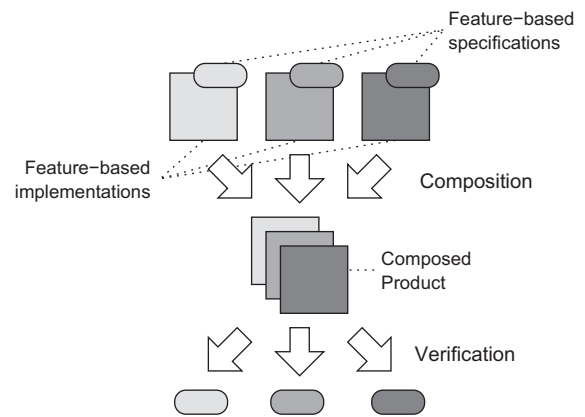 Feature−based
specifications
Feature−based
implementations
Composition
Composed
Product
Verification